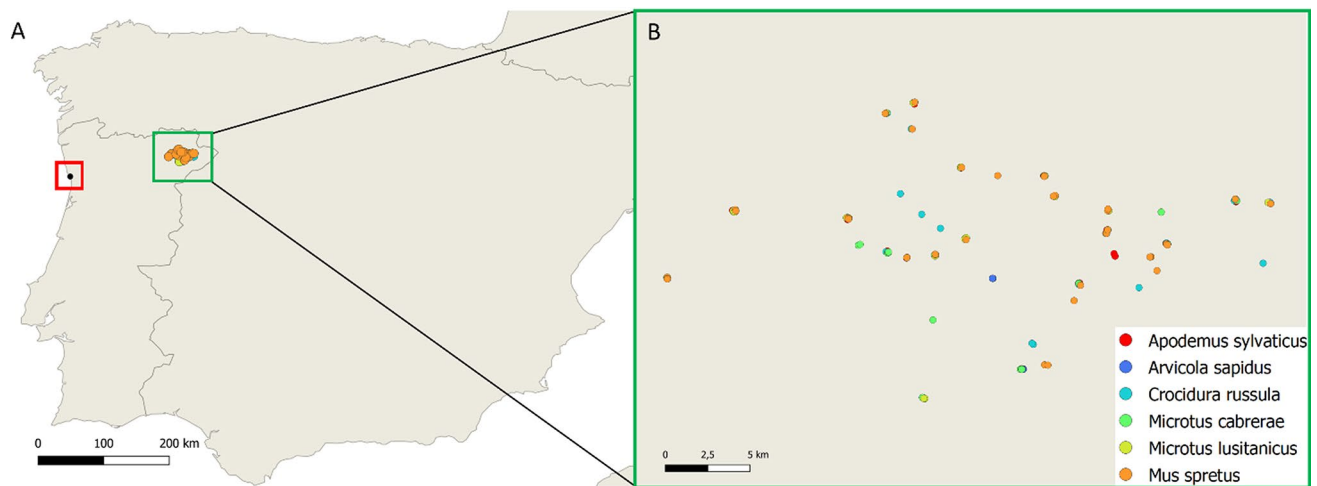 A
B
Apodemus sylvaticus
Arvicola sapidus
Crocidura russula
Microtus cabrerae
Microtus lusitanicus
Mus spretus
0 100 200 km
0 2,5 5 km